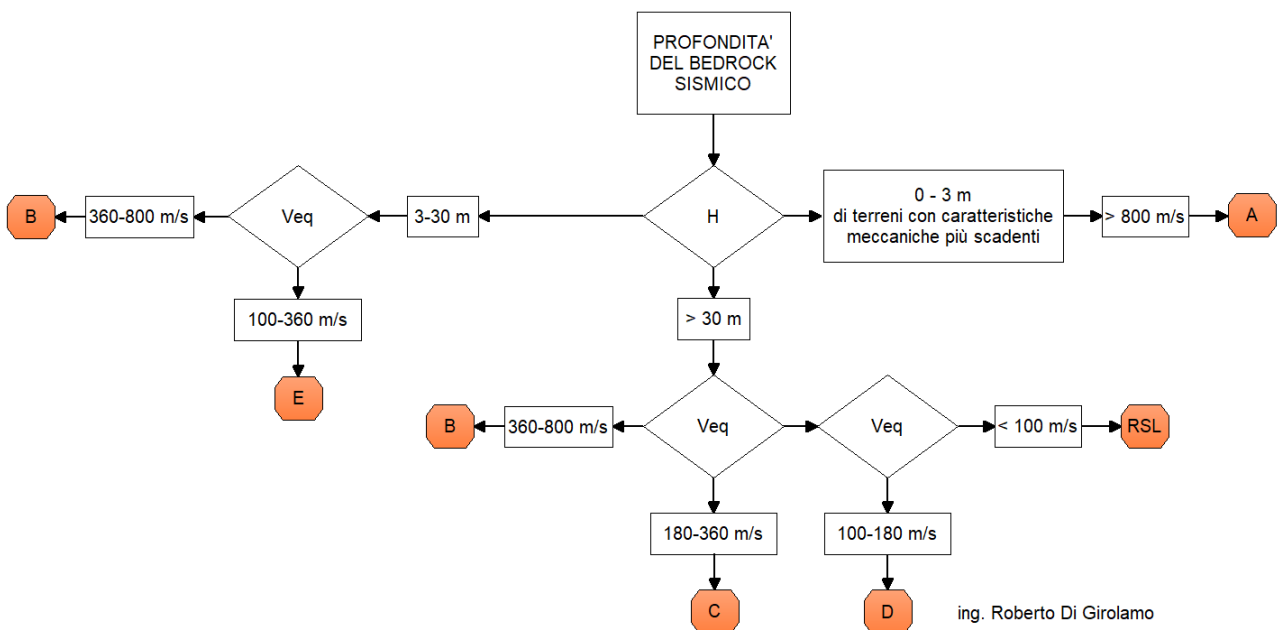 PROFONDITA'
DEL BEDROCK
SISMICO
B
360-800 m/s
Veq
3-30 m
H
0 - 3 m
di terreni con caratteristiche
meccaniche più scadenti
> 800 m/s
A
100-360 m/s
> 30 m
E
B
360-800 m/s
Veq
Veq
< 100 m/s
RSL
180-360 m/s
100-180 m/s
C
D
ing. Roberto Di Girolamo